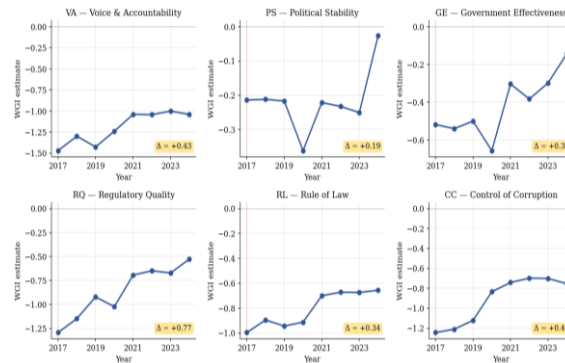 VA — Voice & Accountability
0.00
−0.25
−0.50
−0.75
−1.00
−1.25
−1.50
WGI estimate
2017 2019 2021 2023
Year
Δ = +0.43
PS — Political Stability
0.0
−0.1
−0.2
−0.3
WGI estimate
2017 2019 2021 2023
Year
Δ = +0.19
GE — Government Effectiveness
0.0
−0.2
−0.4
−0.6
WGI estimate
2017 2019 2021 2023
Year
Δ = +0.3
RQ — Regulatory Quality
0.00
−0.25
−0.50
−0.75
−1.00
−1.25
WGI estimate
2017 2019 2021 2023
Year
Δ = +0.77
RL — Rule of Law
0.0
−0.2
−0.4
−0.6
−0.8
−1.0
WGI estimate
2017 2019 2021 2023
Year
Δ = +0.34
CC — Control of Corruption
0.0
−0.2
−0.4
−0.6
−0.8
−1.0
−1.2
WGI estimate
2017 2019 2021 2023
Year
Δ = +0.4